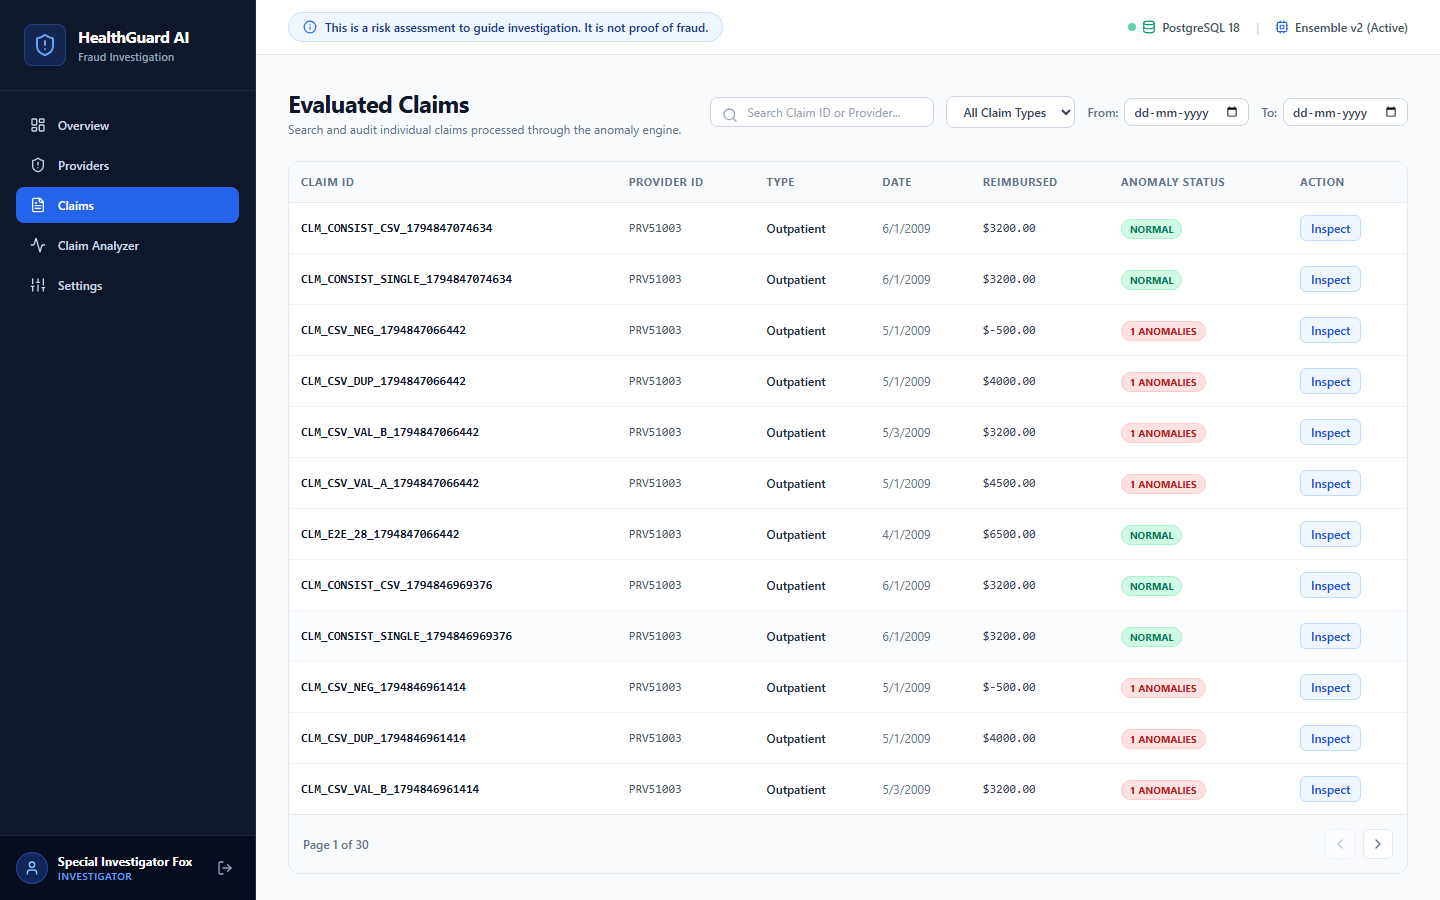 HealthGuard AI
Fraud Investigation
Overview
Providers
Claims
Claim Analyzer
Settings
Special Investigator Fox
INVESTIGATOR
This is a risk assessment to guide investigation. It is not proof of fraud.
PostgreSQL 18 | Ensemble v2 (Active)
Evaluated Claims
Search and audit individual claims processed through the anomaly engine.
Search Claim ID or Provider... All Claim Types From: dd-mm-yyyy To: dd-mm-yyyy
CLAIM ID PROVIDER ID TYPE DATE REIMBURSED ANOMALY STATUS ACTION
CLM_CONSIST_CSV_1794847074634 PRV51003 Outpatient 6/1/2009 $3200.00 NORMAL Inspect
CLM_CONSIST_SINGLE_1794847074634 PRV51003 Outpatient 6/1/2009 $3200.00 NORMAL Inspect
CLM_CSV_NEG_1794847066442 PRV51003 Outpatient 5/1/2009 $-500.00 1 ANOMALIES Inspect
CLM_CSV_DUP_1794847066442 PRV51003 Outpatient 5/1/2009 $4000.00 1 ANOMALIES Inspect
CLM_CSV_VAL_B_1794847066442 PRV51003 Outpatient 5/3/2009 $3200.00 1 ANOMALIES Inspect
CLM_CSV_VAL_A_1794847066442 PRV51003 Outpatient 5/1/2009 $4500.00 1 ANOMALIES Inspect
CLM_E2E_28_1794847066442 PRV51003 Outpatient 4/1/2009 $6500.00 NORMAL Inspect
CLM_CONSIST_CSV_1794846969376 PRV51003 Outpatient 6/1/2009 $3200.00 NORMAL Inspect
CLM_CONSIST_SINGLE_1794846969376 PRV51003 Outpatient 6/1/2009 $3200.00 NORMAL Inspect
CLM_CSV_NEG_1794846961414 PRV51003 Outpatient 5/1/2009 $-500.00 1 ANOMALIES Inspect
CLM_CSV_DUP_1794846961414 PRV51003 Outpatient 5/1/2009 $4000.00 1 ANOMALIES Inspect
CLM_CSV_VAL_B_1794846961414 PRV51003 Outpatient 5/3/2009 $3200.00 1 ANOMALIES Inspect
Page 1 of 30